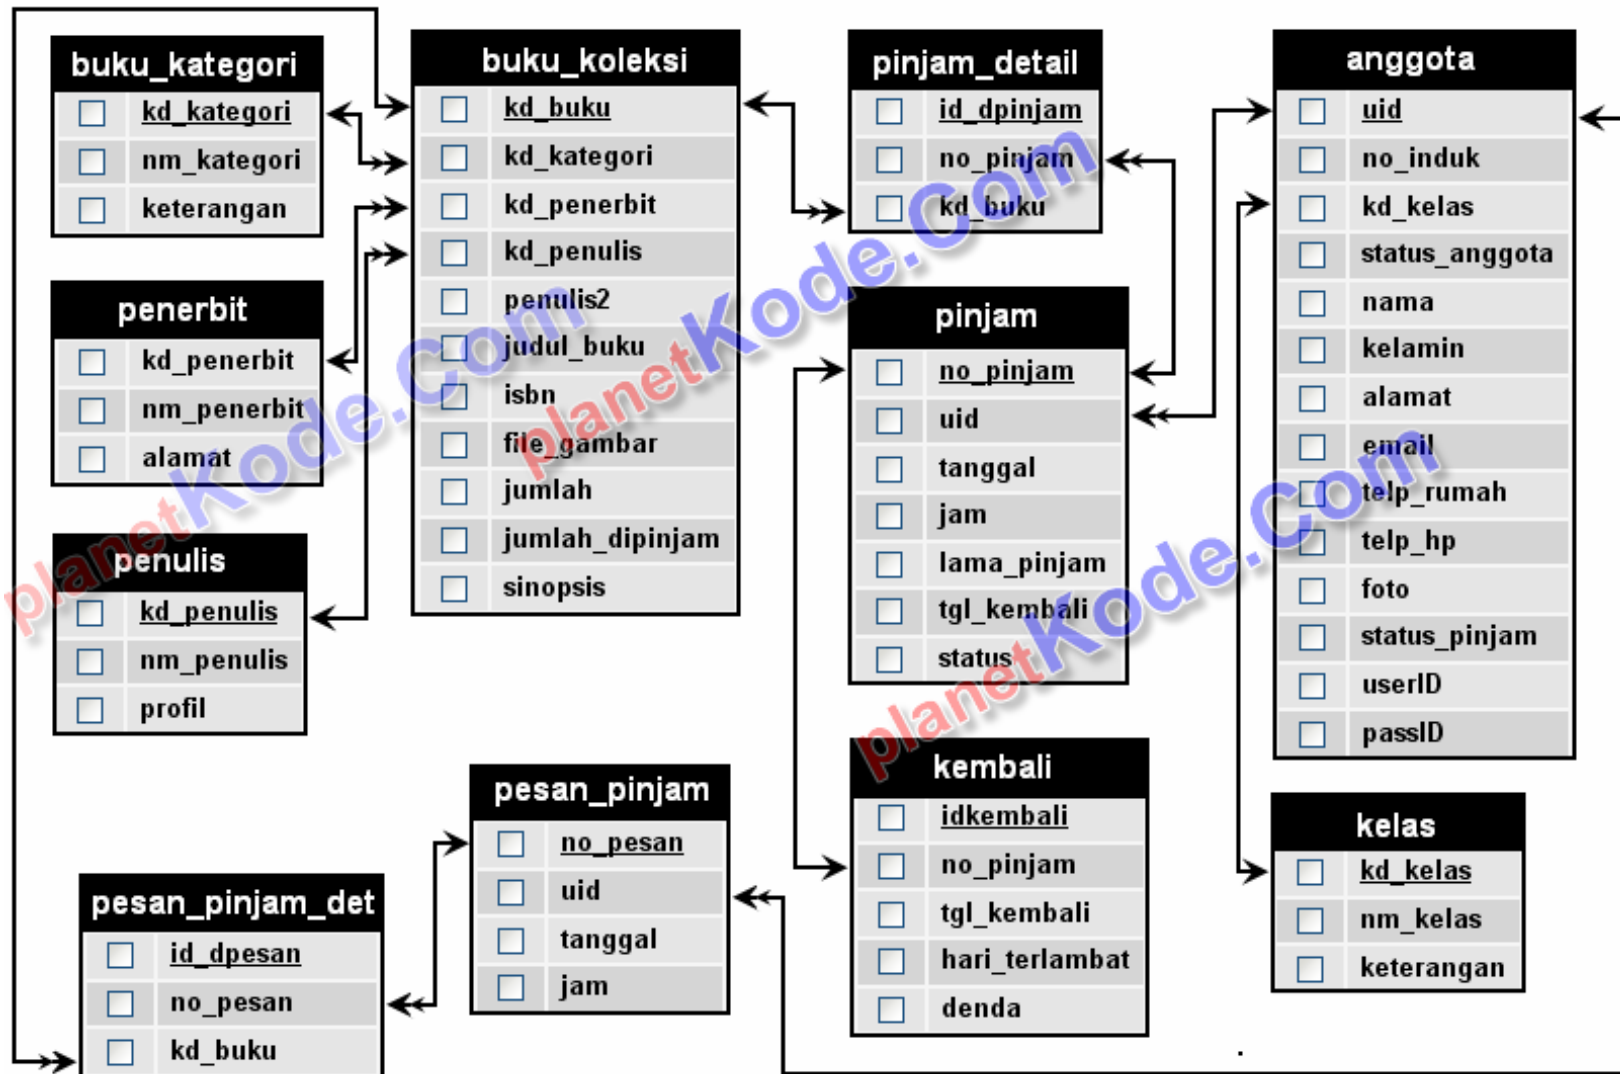 buku_kategori
kd_kategori
nm_kategori
keterangan
penerbit
kd_penerbit
nm_penerbit
alamat
penulis
kd_penulis
nm_penulis
profil
buku_koleksi
kd_buku
kd_kategori
kd_penerbit
kd_penulis
penulis2
judul_buku
isbn
file_gambar
jumlah
jumlah_dipinjam
sinopsis
pinjam_detail
id_dpinjam
no_pinjam
kd_buku
pinjam
no_pinjam
uid
tanggal
jam
lama_pinjam
tgl_kembali
status
anggota
uid
no_induk
kd_kelas
status_anggota
nama
kelamin
alamat
email
telp_rumah
telp_hp
foto
status_pinjam
userID
passID
pesan_pinjam_det
id_dpesan
no_pesan
kd_buku
pesan_pinjam
no_pesan
uid
tanggal
jam
kembali
idkembali
no_pinjam
tgl_kembali
hari_terlambat
denda
kelas
kd_kelas
nm_kelas
keterangan
planetKode.Com
planetKode.Com
planetKode.Com